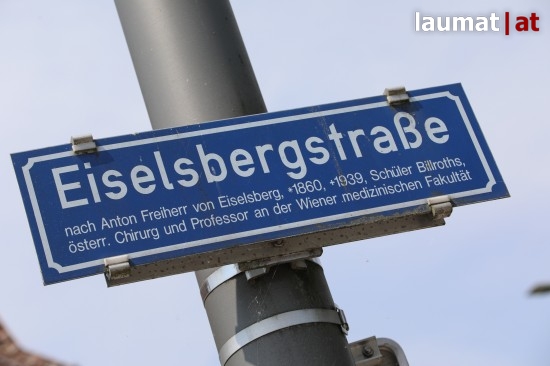 laumat|at
Eiselsbergstraße
nach Anton Freiherr von Eiselsberg, *1860, +1939, Schüler Billroths,
österr. Chirurg und Professor an der Wiener medizinischen Fakultät